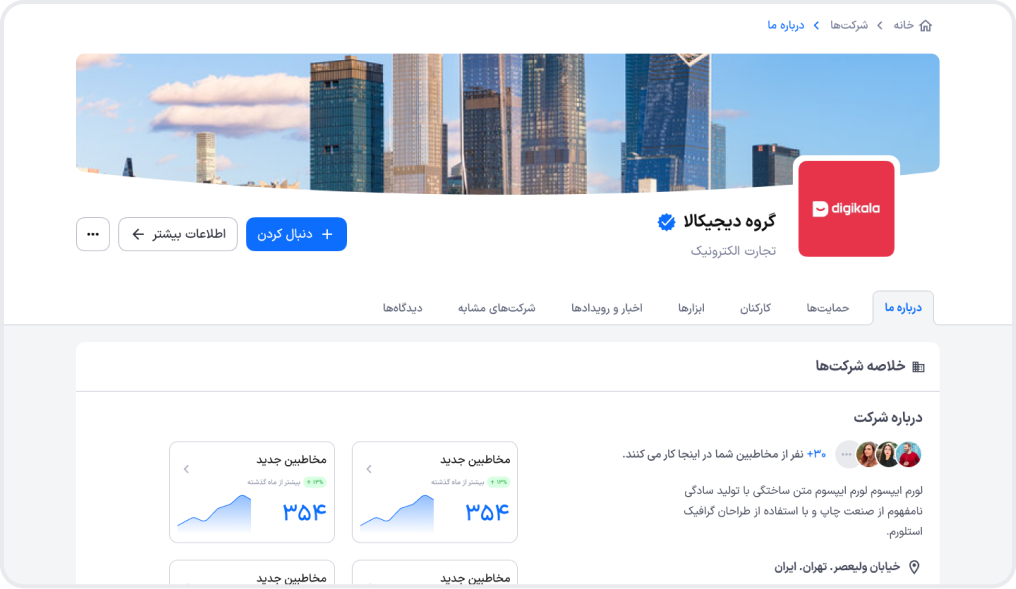 خانه
شرکت‌ها
درباره ما
digikala
گروه دیجیکالا
تجارت الکترونیک
+ دنبال کردن
اطلاعات بیشتر
درباره ما
حمایت‌ها
کارکنان
ابزارها
اخبار و رویدادها
شرکت‌های مشابه
دیدگاه‌ها
خلاصه شرکت‌ها
درباره شرکت
+۳۰ نفر از مخاطبین شما در اینجا کار می کنند.
لورم ایپسوم لورم ایپسوم متن ساختگی با تولید سادگی
نامفهوم از صنعت چاپ و با استفاده از طراحان گرافیک
استلورم.
خیابان ولیعصر. تهران. ایران
مخاطبین جدید
۱۳% + بیشتر از ماه گذشته
۳۵۴
مخاطبین جدید
۱۳% + بیشتر از ماه گذشته
۳۵۴
مخاطبین جدید
مخاطبین جدید